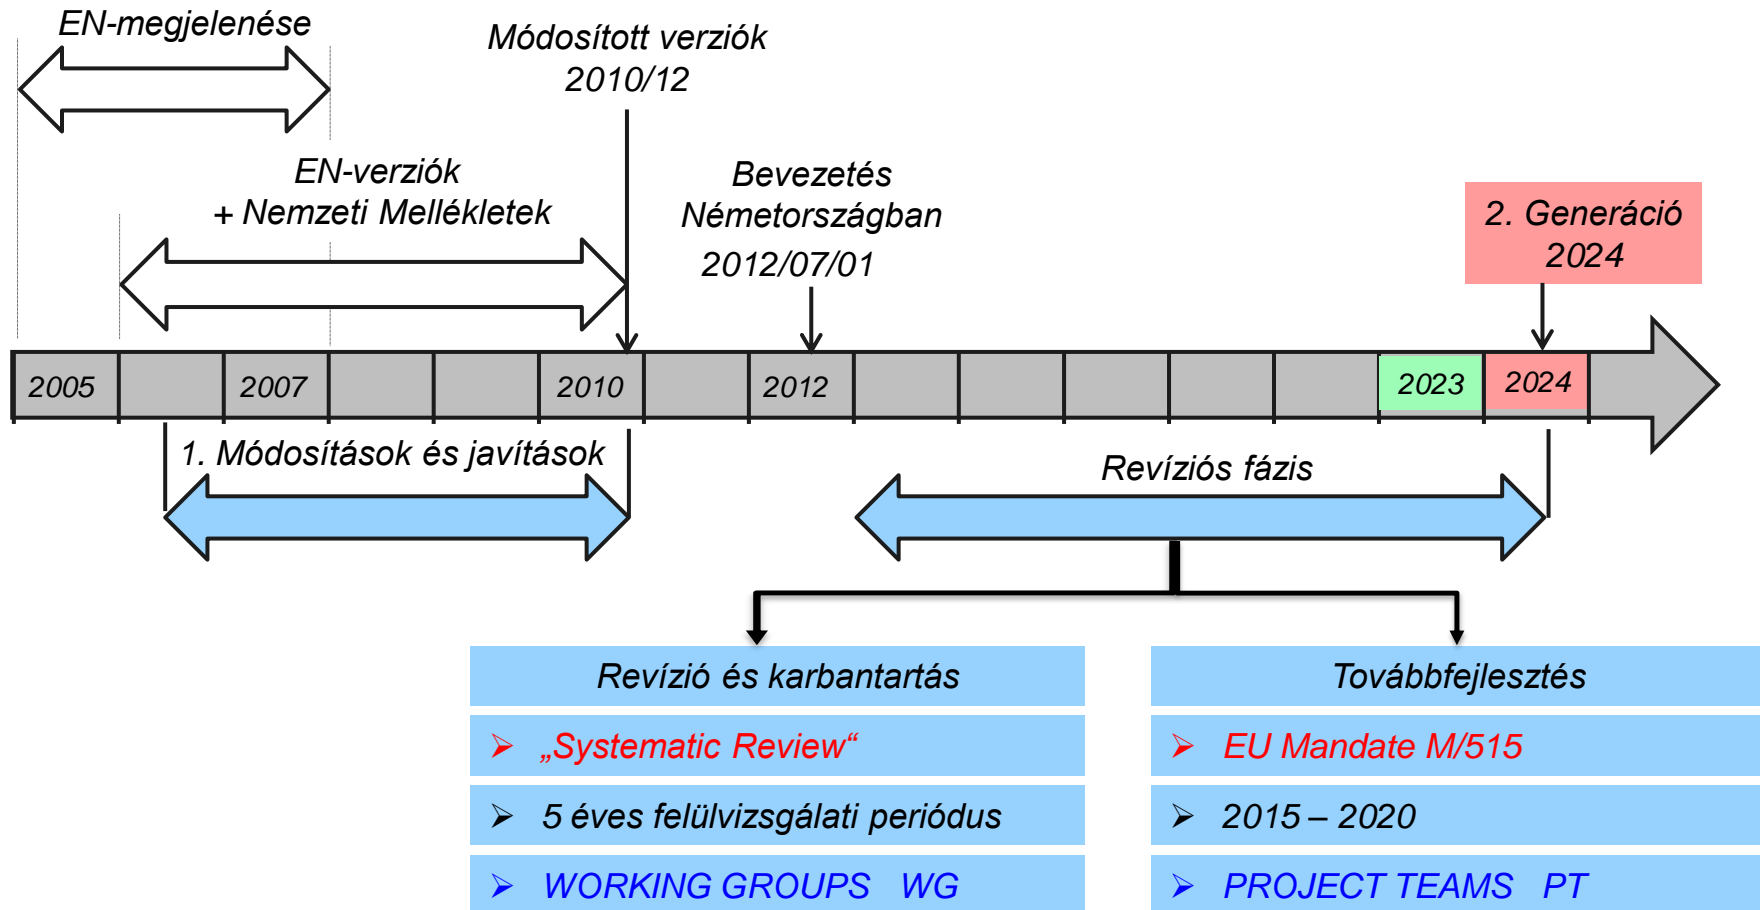 EN-megjelenése
Módosított verziók
2010/12
EN-verziók
+ Nemzeti Mellékletek
Bevezetés
Németországban
2012/07/01
2. Generáció
2024
2005
2007
2010
2012
2023
2024
1. Módosítások és javítások
Revíziós fázis
Revízió és karbantartás
➢ „Systematic Review“
➢ 5 éves felülvizsgálati periódus
➢ WORKING GROUPS WG
Továbbfejlesztés
➢ EU Mandate M/515
➢ 2015 – 2020
➢ PROJECT TEAMS PT